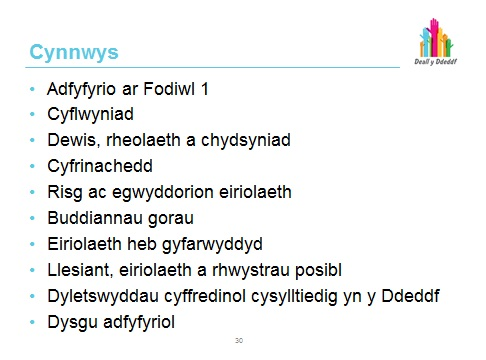 Deall y Ddeddf
Cynnwys
• Adfyfyrio ar Fodiwl 1
• Cyflwyniad
• Dewis, rheolaeth a chydsyniad
• Cyfrinachedd
• Risg ac egwyddorion eiriolaeth
• Buddiannau gorau
• Eiriolaeth heb gyfarwyddyd
• Llesiant, eiriolaeth a rhwystrau posibl
• Dyletswyddau cyffredinol cysylltiedig yn y Ddeddf
• Dysgu adfyfyriol
30